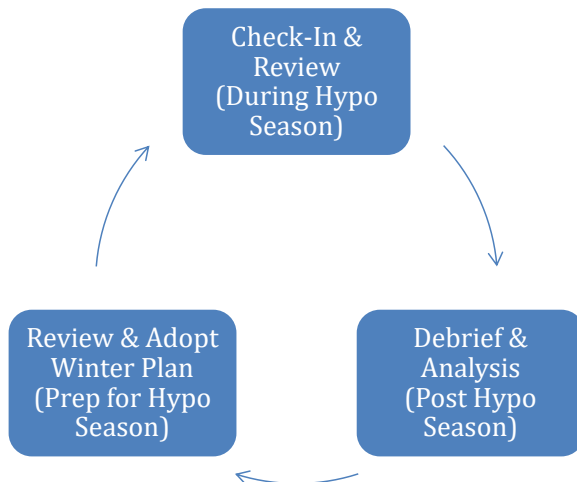 Check-In &
Review
(During Hypo
Season)
Review & Adopt
Winter Plan
(Prep for Hypo
Season)
Debrief &
Analysis
(Post Hypo
Season)